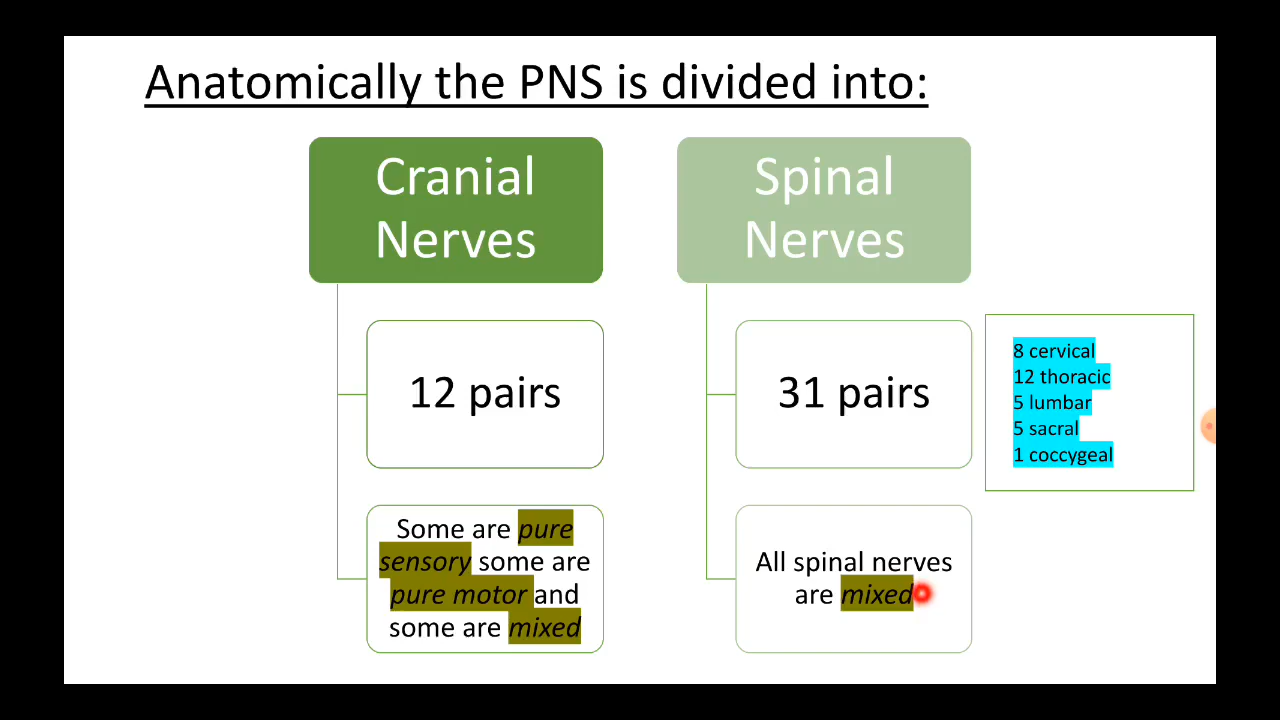 Anatomically the PNS is divided into:
Cranial
Nerves
Spinal
Nerves
12 pairs
31 pairs
8 cervical
12 thoracic
5 lumbar
5 sacral
1 coccygeal
Some are pure
sensory some are
pure motor and
some are mixed
All spinal nerves
are mixed